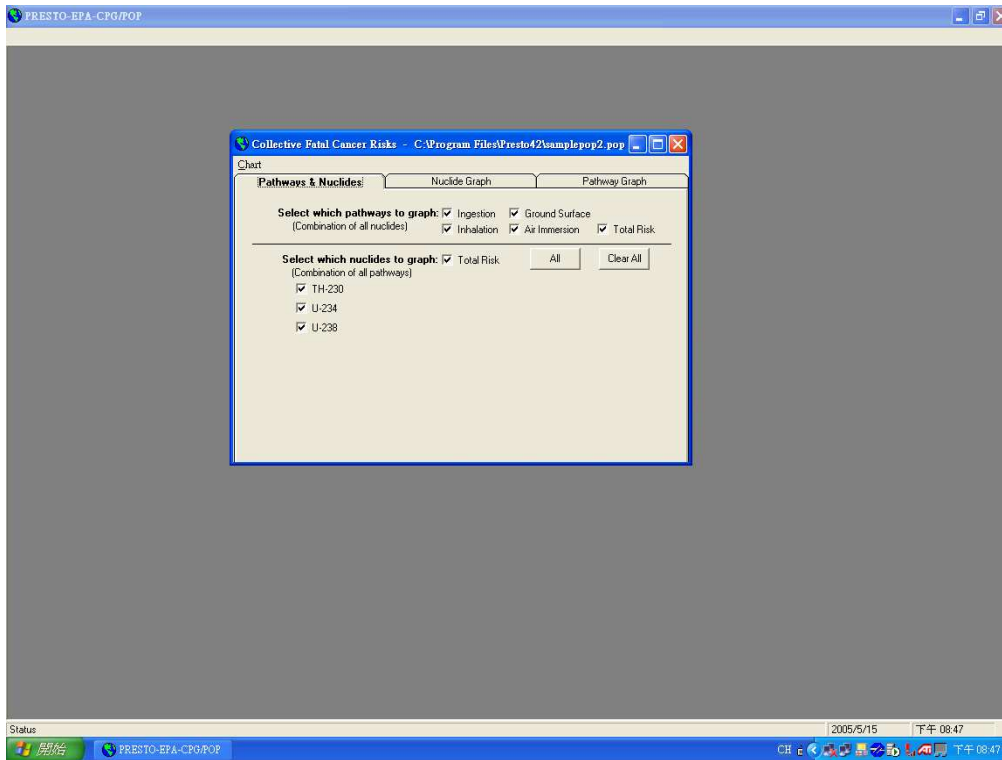 PRESTO-EPA-CPG/POP
Collective Fatal Cancer Risks - C:\Program Files\Presto42\samplepop2.pop
Chart
Pathways & Nuclides Nuclide Graph Pathway Graph
Select which pathways to graph: Ingestion Ground Surface
(Combination of all nuclides) Inhalation Air Immersion Total Risk
Select which nuclides to graph: Total Risk All Clear All
(Combination of all pathways)
TH-230
U-234
U-238
Status 2005/5/15 下午 08:47
開始 PRESTO-EPA-CPG/POP CH 下午 08:47